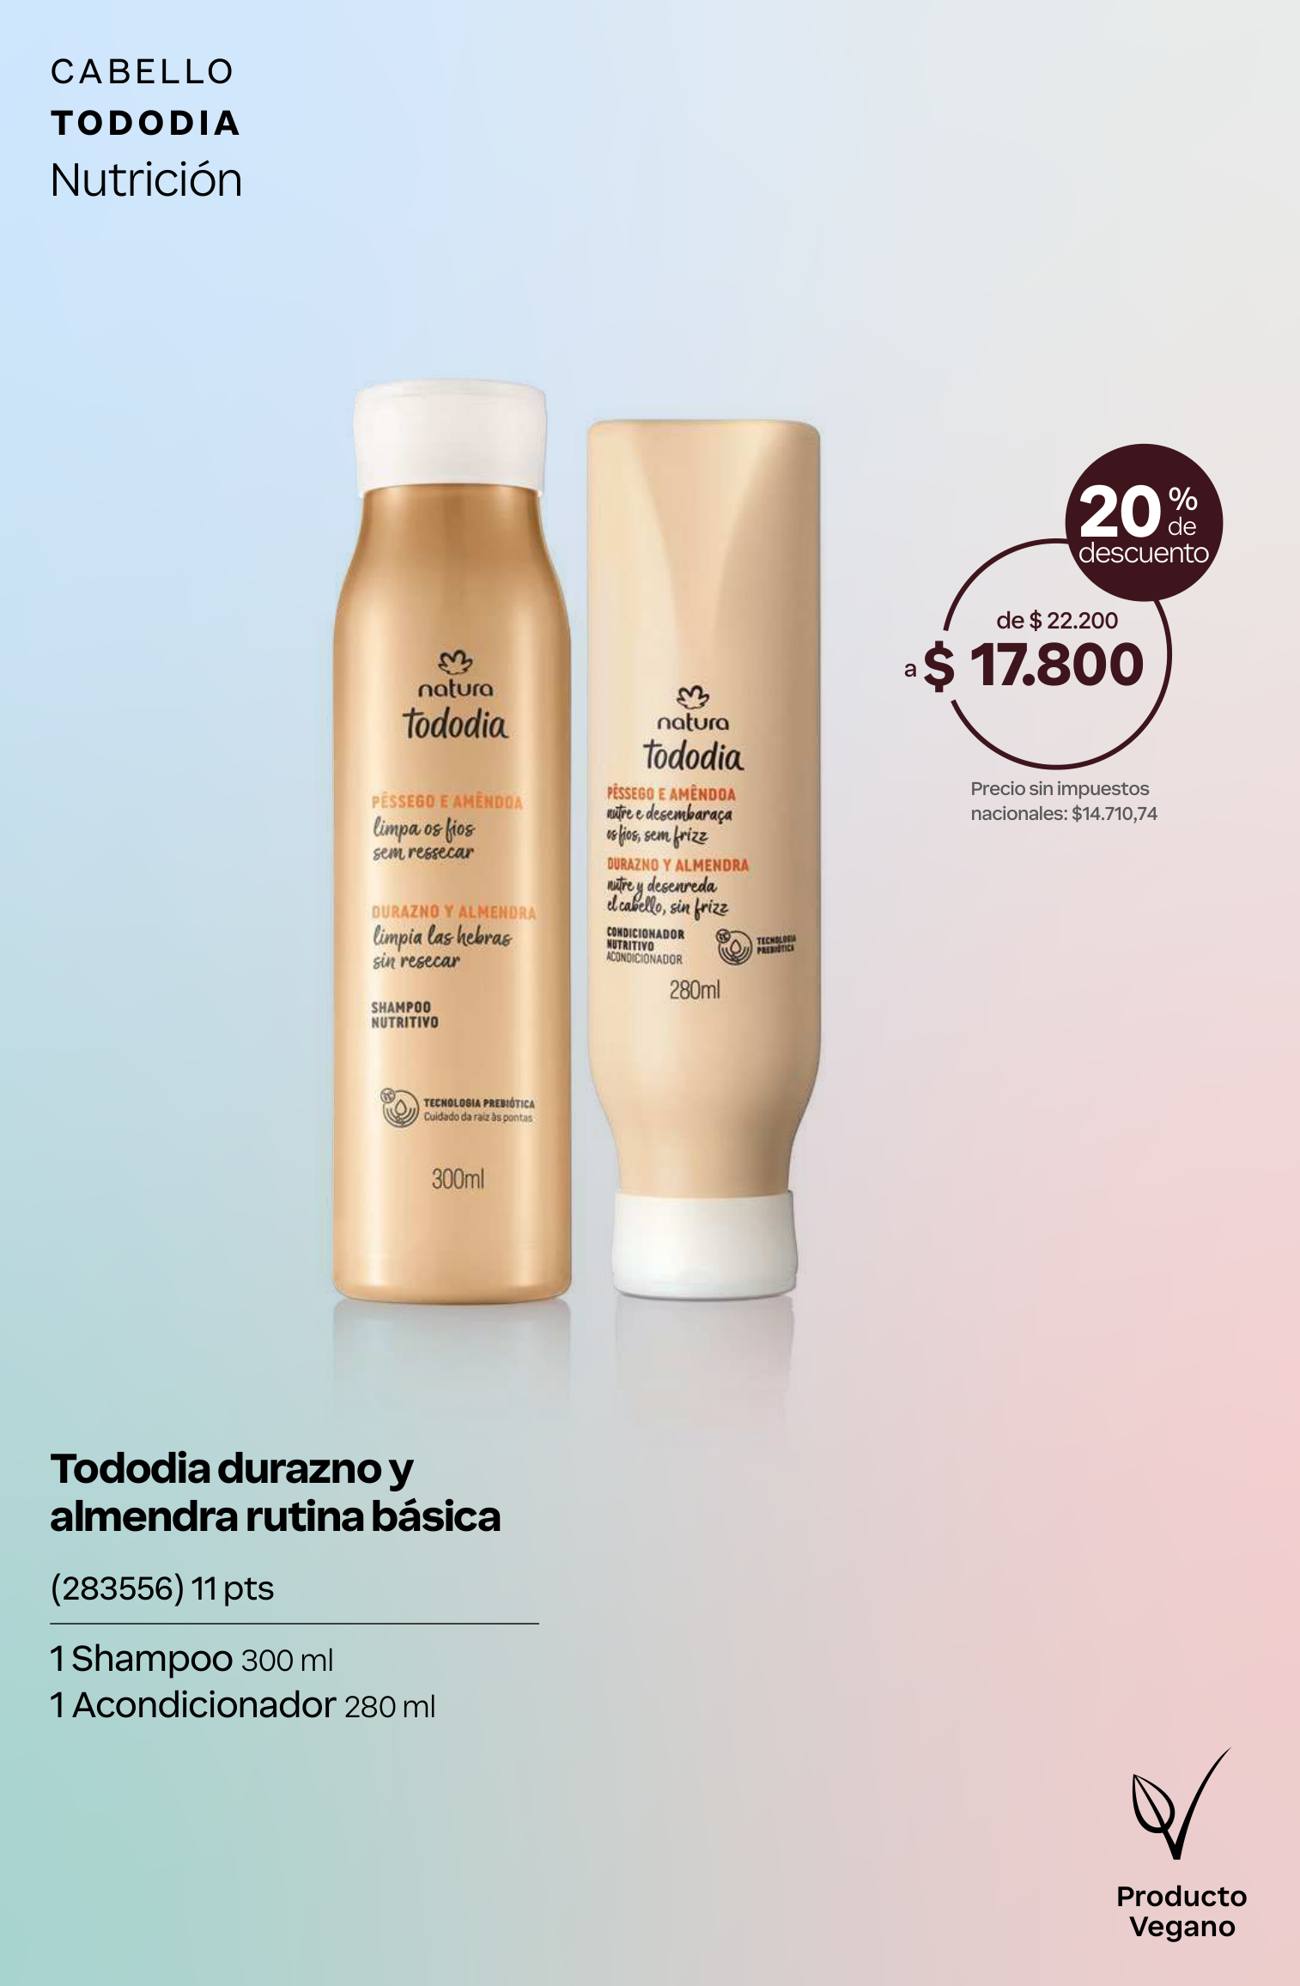 CABELLO
TODODIA
Nutrición
natura
tododia
PÊSSEGO E AMÊNDOA
limpa os fios
sem ressecar
DURAZNO Y ALMENDRA
limpia las hebras
sin resecar
SHAMPOO
NUTRITIVO
TECNOLOGIA PREBIÓTICA
Cuidado da raiz às pontas
300ml
natura
tododia
PÊSSEGO E AMÊNDOA
nutre e desembaraça
os fios, sem frizz
DURAZNO Y ALMENDRA
nutre y desenreda
el cabello, sin frizz
CONDICIONADOR
NUTRITIVO
ACONDICIONADOR
TECNOLOGIA
PREBIÓTICA
280ml
20 %
de
descuento
de $ 22.200
a $ 17.800
Precio sin impuestos
nacionales: $14.710,74
Tododia durazno y
almendra rutina básica
(283556) 11 pts
1 Shampoo 300 ml
1 Acondicionador 280 ml
Producto
Vegano